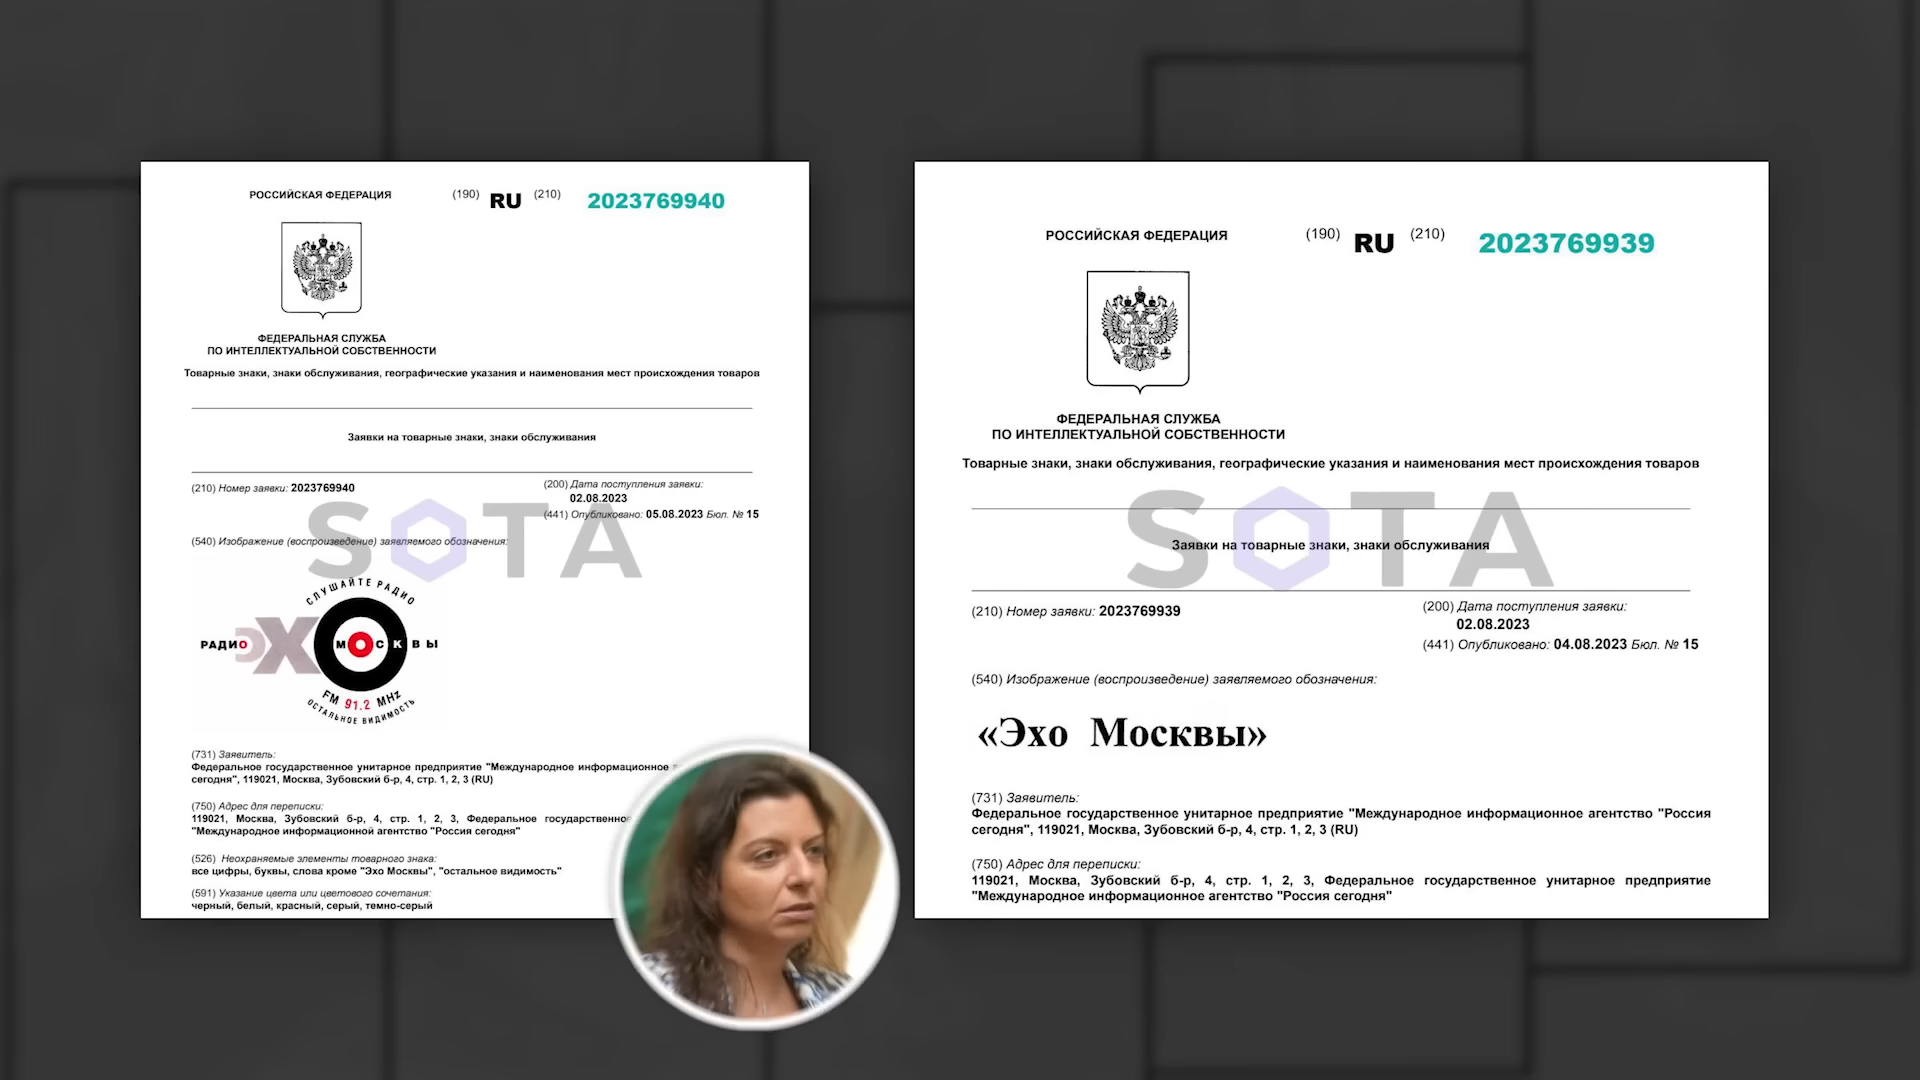 РОССИЙСКАЯ ФЕДЕРАЦИЯ (190) RU (210) 2023769940
ФЕДЕРАЛЬНАЯ СЛУЖБА
ПО ИНТЕЛЛЕКТУАЛЬНОЙ СОБСТВЕННОСТИ
Товарные знаки, знаки обслуживания, географические указания и наименования мест происхождения товаров
Заявки на товарные знаки, знаки обслуживания
(210) Номер заявки: 2023769940
(200) Дата поступления заявки:
02.08.2023
(441) Опубликовано: 05.08.2023 Бюл. № 15
SOTA
(540) Изображение (воспроизведение) заявляемого обозначения:
СЛУШАЙТЕ РАДИО
РАДИО ЭХО МОСКВЫ
FM 91.2 MHz
ОСТАЛЬНОЕ ВИДИМОСТЬ
(731) Заявитель:
Федеральное государственное унитарное предприятие "Международное информационное
сегодня", 119021, Москва, Зубовский б-р, 4, стр. 1, 2, 3 (RU)
(750) Адрес для переписки:
119021, Москва, Зубовский б-р, 4, стр. 1, 2, 3, Федеральное государственное
"Международное информационной агентство "Россия сегодня"
(526) Неохраняемые элементы товарного знака:
все цифры, буквы, слова кроме "Эхо Москвы", "остальное видимость"
(591) Указание цвета или цветового сочетания:
черный, белый, красный, серый, темно-серый
РОССИЙСКАЯ ФЕДЕРАЦИЯ (190) RU (210) 2023769939
ФЕДЕРАЛЬНАЯ СЛУЖБА
ПО ИНТЕЛЛЕКТУАЛЬНОЙ СОБСТВЕННОСТИ
Товарные знаки, знаки обслуживания, географические указания и наименования мест происхождения товаров
SOTA
Заявки на товарные знаки, знаки обслуживания
(210) Номер заявки: 2023769939
(200) Дата поступления заявки:
02.08.2023
(441) Опубликовано: 04.08.2023 Бюл. № 15
(540) Изображение (воспроизведение) заявляемого обозначения:
«Эхо Москвы»
(731) Заявитель:
Федеральное государственное унитарное предприятие "Международное информационное агентство "Россия
сегодня", 119021, Москва, Зубовский б-р, 4, стр. 1, 2, 3 (RU)
(750) Адрес для переписки:
119021, Москва, Зубовский б-р, 4, стр. 1, 2, 3, Федеральное государственное унитарное предприятие
"Международное информационное агентство "Россия сегодня"